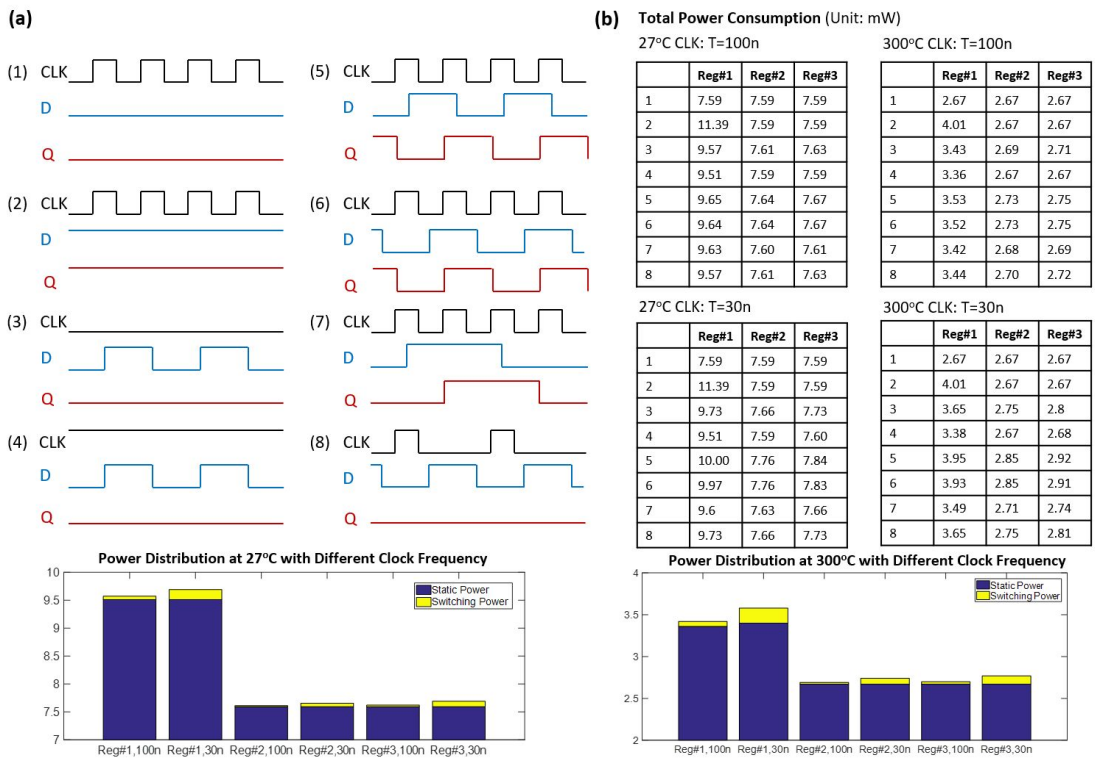 (a)
(1) CLK
D
Q
(2) CLK
D
Q
(3) CLK
D
Q
(4) CLK
D
Q
(5) CLK
D
Q
(6) CLK
D
Q
(7) CLK
D
Q
(8) CLK
D
Q
(b) Total Power Consumption (Unit: mW)
27°C CLK: T=100n
Reg#1 Reg#2 Reg#3
1 7.59 7.59 7.59
2 11.39 7.59 7.59
3 9.57 7.61 7.63
4 9.51 7.59 7.59
5 9.65 7.64 7.67
6 9.64 7.64 7.67
7 9.63 7.60 7.61
8 9.57 7.61 7.63
300°C CLK: T=100n
Reg#1 Reg#2 Reg#3
1 2.67 2.67 2.67
2 4.01 2.67 2.67
3 3.43 2.69 2.71
4 3.36 2.67 2.67
5 3.53 2.73 2.75
6 3.52 2.73 2.75
7 3.42 2.68 2.69
8 3.44 2.70 2.72
27°C CLK: T=30n
Reg#1 Reg#2 Reg#3
1 7.59 7.59 7.59
2 11.39 7.59 7.59
3 9.73 7.66 7.73
4 9.51 7.59 7.60
5 10.00 7.76 7.84
6 9.97 7.76 7.83
7 9.6 7.63 7.66
8 9.73 7.66 7.73
300°C CLK: T=30n
Reg#1 Reg#2 Reg#3
1 2.67 2.67 2.67
2 4.01 2.67 2.67
3 3.65 2.75 2.8
4 3.38 2.67 2.68
5 3.95 2.85 2.92
6 3.93 2.85 2.91
7 3.49 2.71 2.74
8 3.65 2.75 2.81
Power Distribution at 27°C with Different Clock Frequency
10
9.5
9
8.5
8
7.5
7
Static Power
Switching Power
Reg#1,100n Reg#1,30n Reg#2,100n Reg#2,30n Reg#3,100n Reg#3,30n
Power Distribution at 300°C with Different Clock Frequency
4
3.5
3
2.5
2
Static Power
Switching Power
Reg#1,100n Reg#1,30n Reg#2,100n Reg#2,30n Reg#3,100n Reg#3,30n